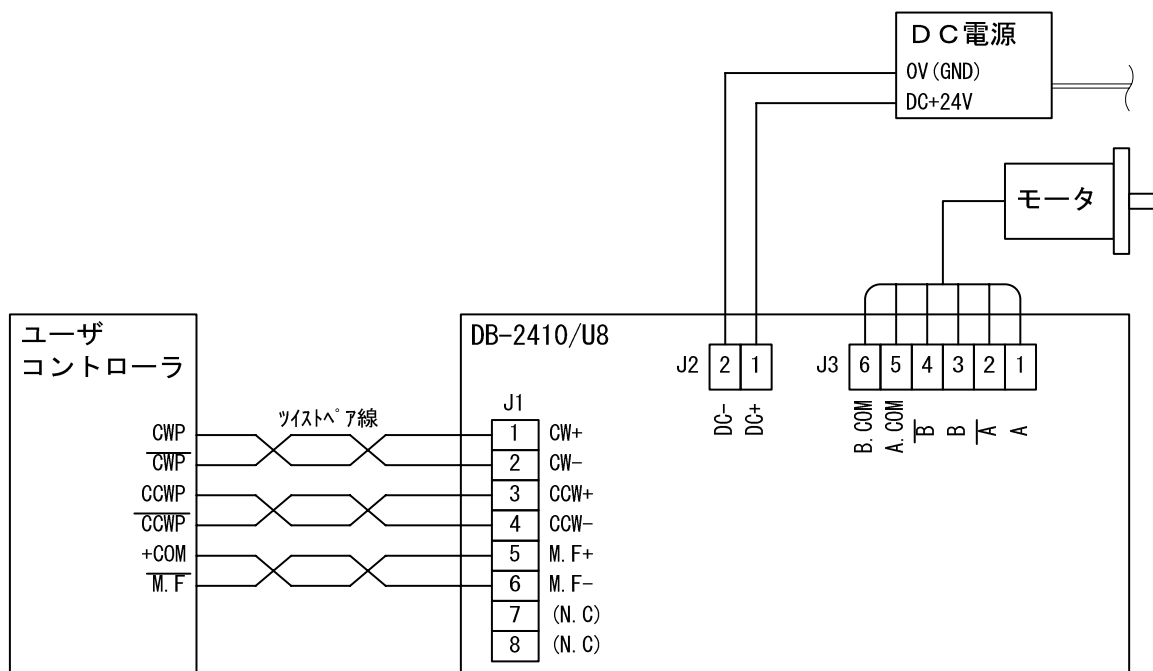 DC電源
0V(GND)
DC+24V
モータ
ユーザ
コントローラ
DB-2410/U8
J2
2
1
DC-
DC+
J3
6
5
4
3
2
1
B.COM
A.COM
B̅
B
A̅
A
ツイストペア線
J1
CWP
1
CW+
C̅W̅P̅
2
CW-
CCWP
3
CCW+
C̅C̅W̅P̅
4
CCW-
+COM
5
M.F+
M̅.̅F̅
6
M.F-
7
(N.C)
8
(N.C)